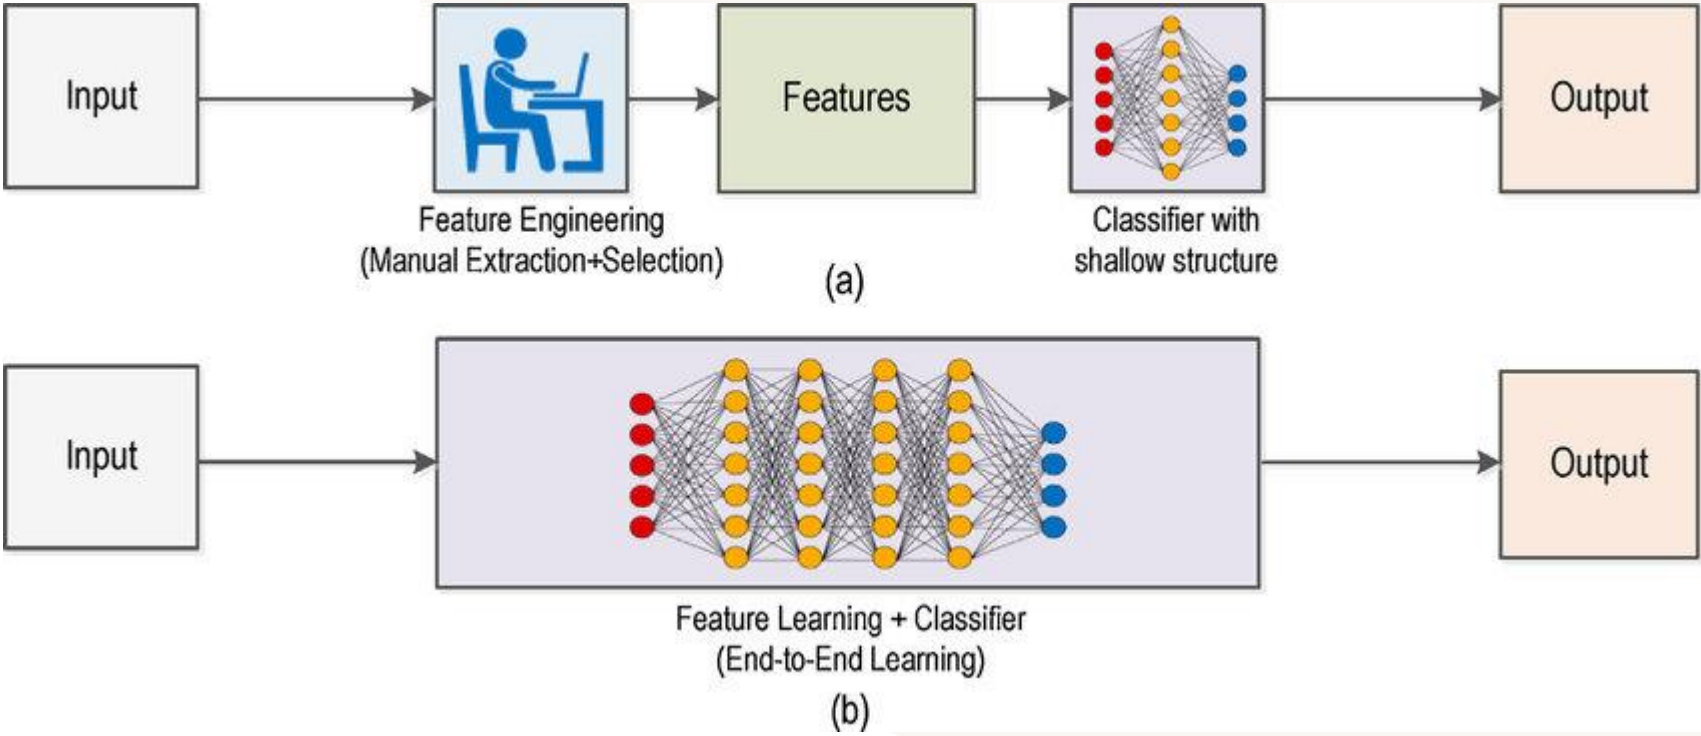 Input
Feature Engineering
(Manual Extraction+Selection)
Features
Classifier with
shallow structure
Output
(a)
Input
Feature Learning + Classifier
(End-to-End Learning)
Output
(b)